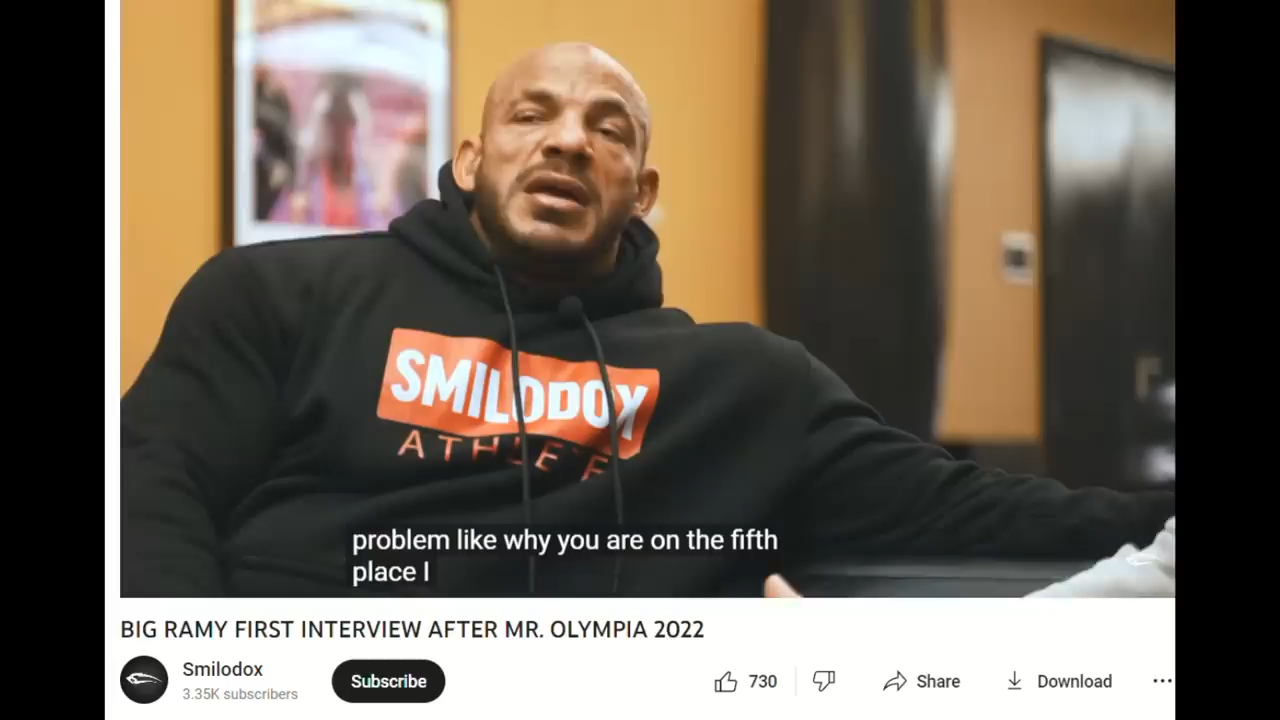 SMILODOX
ATHLETE
problem like why you are on the fifth
place I
BIG RAMY FIRST INTERVIEW AFTER MR. OLYMPIA 2022
Smilodox
3.35K subscribers
Subscribe
730
Share
Download